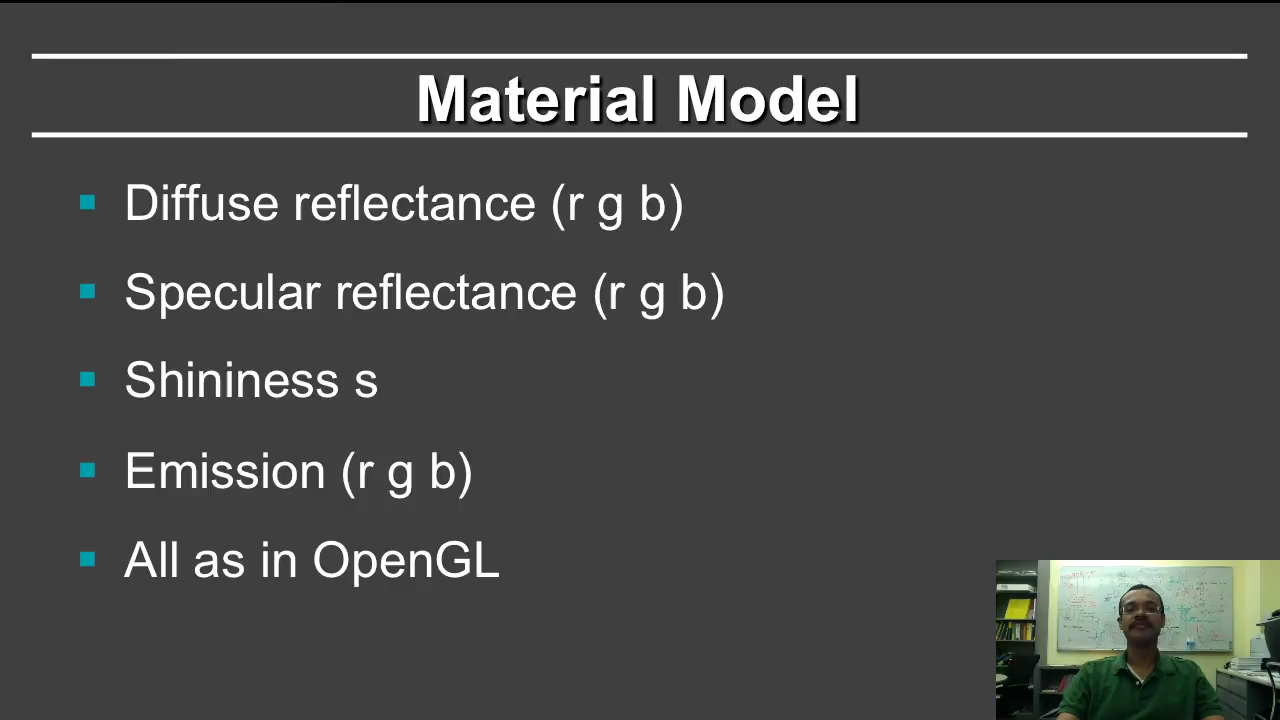 Material Model
Diffuse reflectance (r g b)
Specular reflectance (r g b)
Shininess s
Emission (r g b)
All as in OpenGL